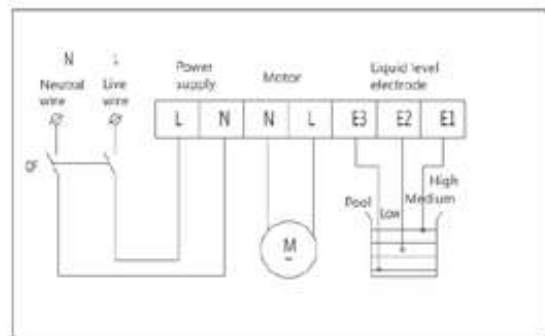 N L
Neutral wire
Live wire
Power supply
Motor
Liquid level electrode
L N N L E3 E2 E1
QF
High
Medium
Low
Pool
M
~